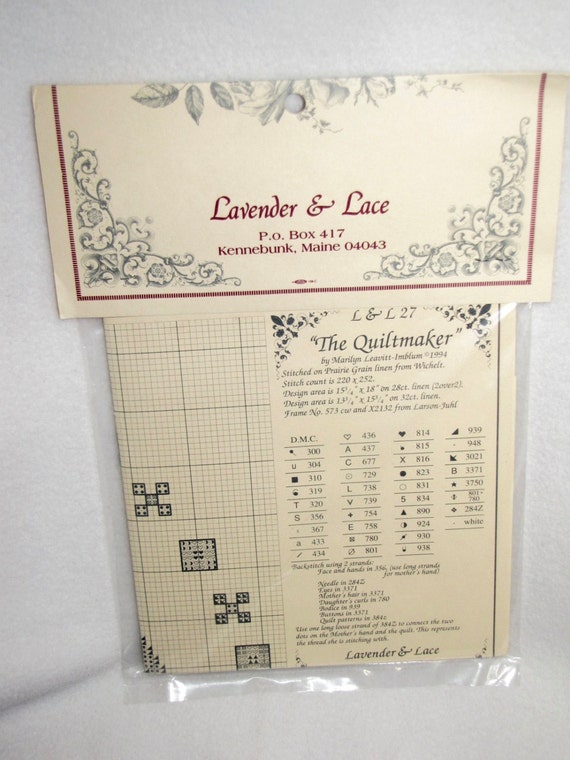 Lavender & Lace
P.o. Box 417
Kennebunk, Maine 04043
L & L 27
"The Quiltmaker"
by Marilyn Leavitt-Imblum ©1994
Stitched on Prairie Grain linen from Wichelt.
Stitch count is 220 x 252.
Design area is 15 3/4" x 18" on 28ct. linen (2over2).
Design area is 13 3/4" x 15 3/4" on 32ct. linen.
Frame No. 573 cw and X2132 from Larson-Juhl
D.M.C.
300
u 304
310
319
T 320
S 356
367
a 433
434
436
A 437
C 677
729
L 738
V 739
754
E 758
780
801
814
815
X 816
823
831
5 834
890
924
930
938
939
948
3021
B 3371
3750
801-
780
284Z
white
Backstitch using 2 strands:
Face and hands in 356, (use long strands
for mother's hand)
Needle in 284Z
Eyes in 3371
Mother's hair in 3371
Daughter's curls in 780
Bodice in 939
Buttons in 3371
Quilt patterns in 384z
Use one long loose strand of 384Z to connect the two
dots on the Mother's hand and the quilt. This represents
the thread she is stitching with.
Lavender & Lace